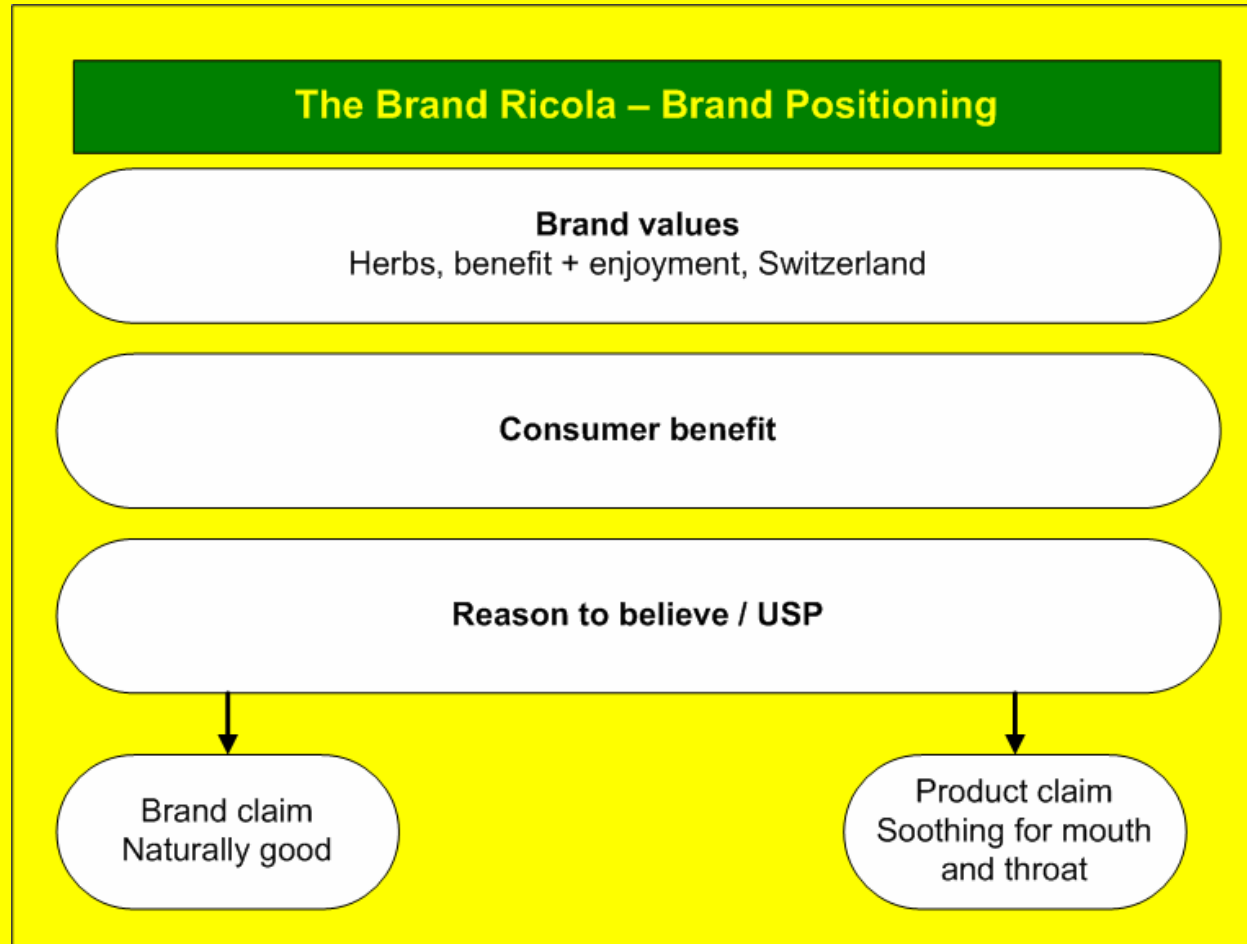 The Brand Ricola – Brand Positioning
Brand values
Herbs, benefit + enjoyment, Switzerland
Consumer benefit
Reason to believe / USP
Brand claim
Naturally good
Product claim
Soothing for mouth
and throat